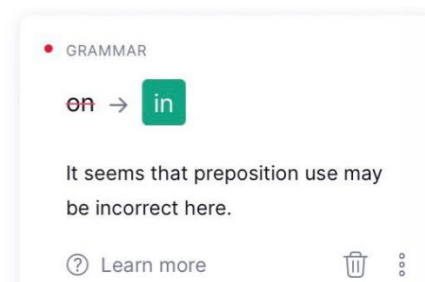 GRAMMAR
on → in
It seems that preposition use may
be incorrect here.
Learn more